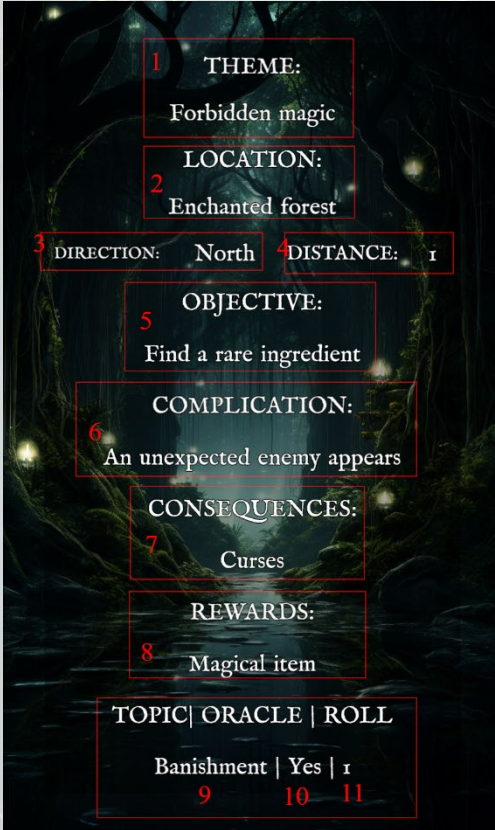 1
THEME:
Forbidden magic
LOCATION:
2
Enchanted forest
3 DIRECTION: North 4 DISTANCE: 1
OBJECTIVE:
5
Find a rare ingredient
COMPLICATION:
6
An unexpected enemy appears
CONSEQUENCES:
7
Curses
REWARDS:
8
Magical item
TOPIC| ORACLE | ROLL
Banishment | Yes | 1
9 10 11